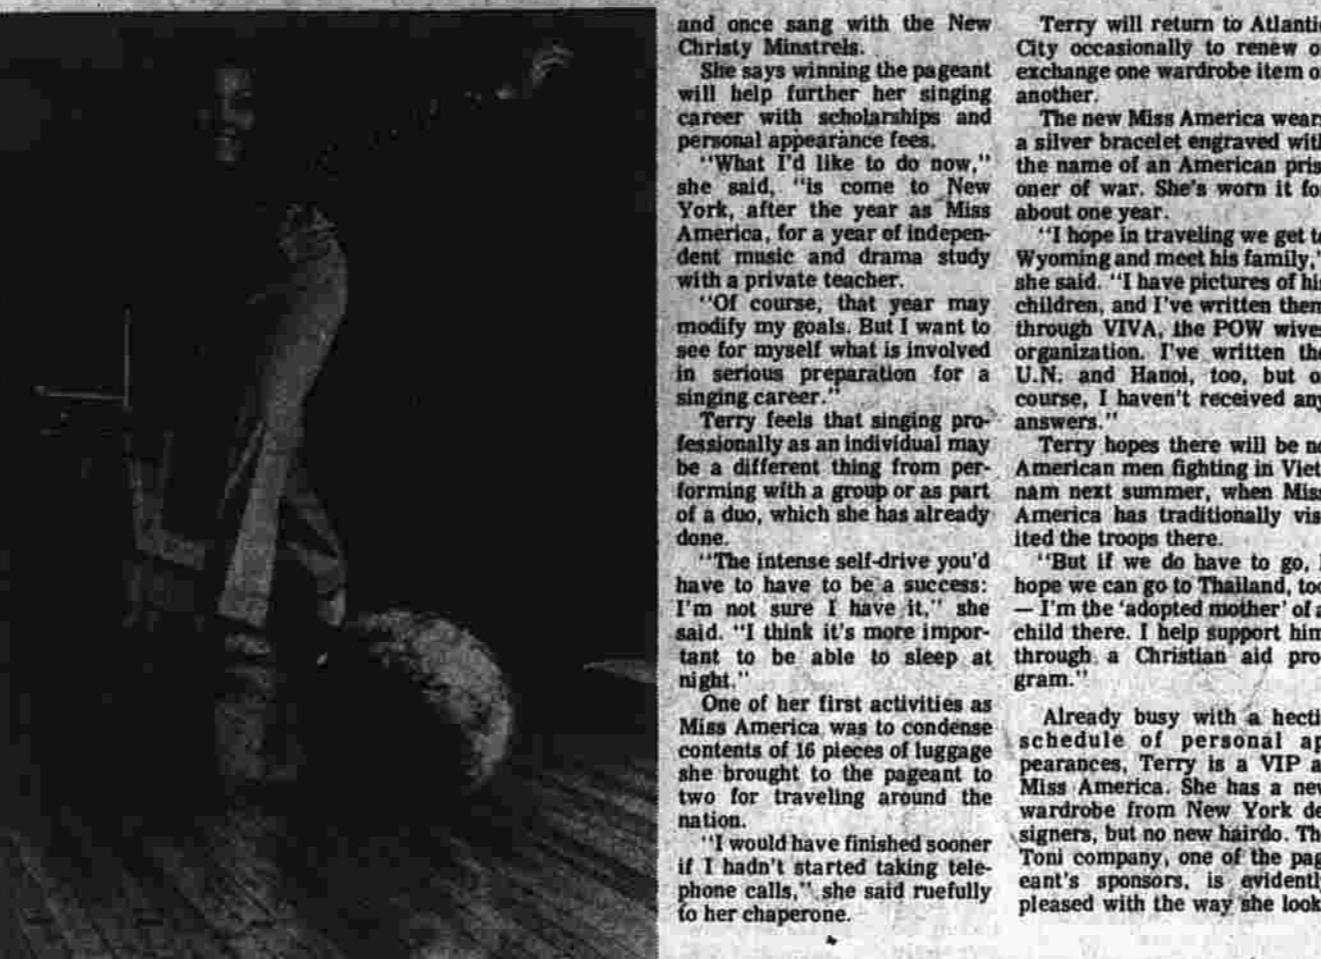 and once sang with the New
Christy Minstrels.
She says winning the pageant
will help further her singing
career with scholarships and
personal appearance fees.
"What I'd like to do now,"
she said, "is come to New
York, after the year as Miss
America, for a year of indepen-
dent music and drama study
with a private teacher.
"Of course, that year may
modify my goals. But I want to
see for myself what is involved
in serious preparation for a
singing career."
Terry feels that singing pro-
fessionally as an individual may
be a different thing from per-
forming with a group or as part
of a duo, which she has already
done.
"The intense self-drive you'd
have to have to be a success:
I'm not sure I have it," she
said. "I think it's more impor-
tant to be able to sleep at
night."
One of her first activities as
Miss America was to condense
contents of 16 pieces of luggage
she brought to the pageant to
two for traveling around the
nation.
"I would have finished sooner
if I hadn't started taking tele-
phone calls," she said ruefully
to her chaperone.
Terry will return to Atlantic
City occasionally to renew o
exchange one wardrobe item o
another.
The new Miss America wears
a silver bracelet engraved with
the name of an American pris
oner of war. She's worn it fo
about one year.
"I hope in traveling we get to
Wyoming and meet his family,"
she said. "I have pictures of his
children, and I've written them
through VIVA, the POW wives
organization. I've written the
U.N. and Hanoi, too, but o
course, I haven't received any
answers."
Terry hopes there will be no
American men fighting in Viet
nam next summer, when Miss
America has traditionally vis
ited the troops there.
"But if we do have to go, I
hope we can go to Thailand, too
— I'm the 'adopted mother' of a
child there. I help support him
through a Christian aid pro
gram."
Already busy with a hecti
schedule of personal ap
pearances, Terry is a VIP a
Miss America. She has a new
wardrobe from New York de
signers, but no new hairdo. Th
Toni company, one of the pag
eant's sponsors, is evidently
pleased with the way she look